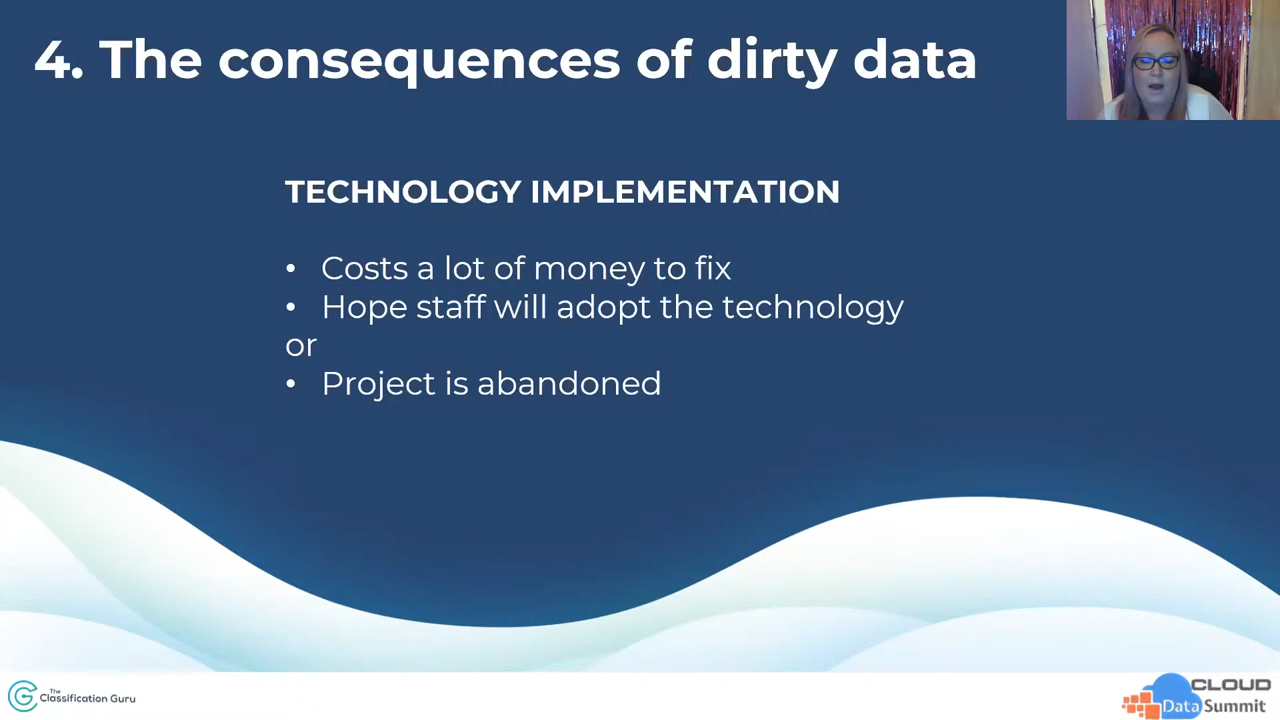 4. The consequences of dirty data
TECHNOLOGY IMPLEMENTATION
• Costs a lot of money to fix
• Hope staff will adopt the technology
or
• Project is abandoned
The
Classification Guru
CLOUD
Data Summit